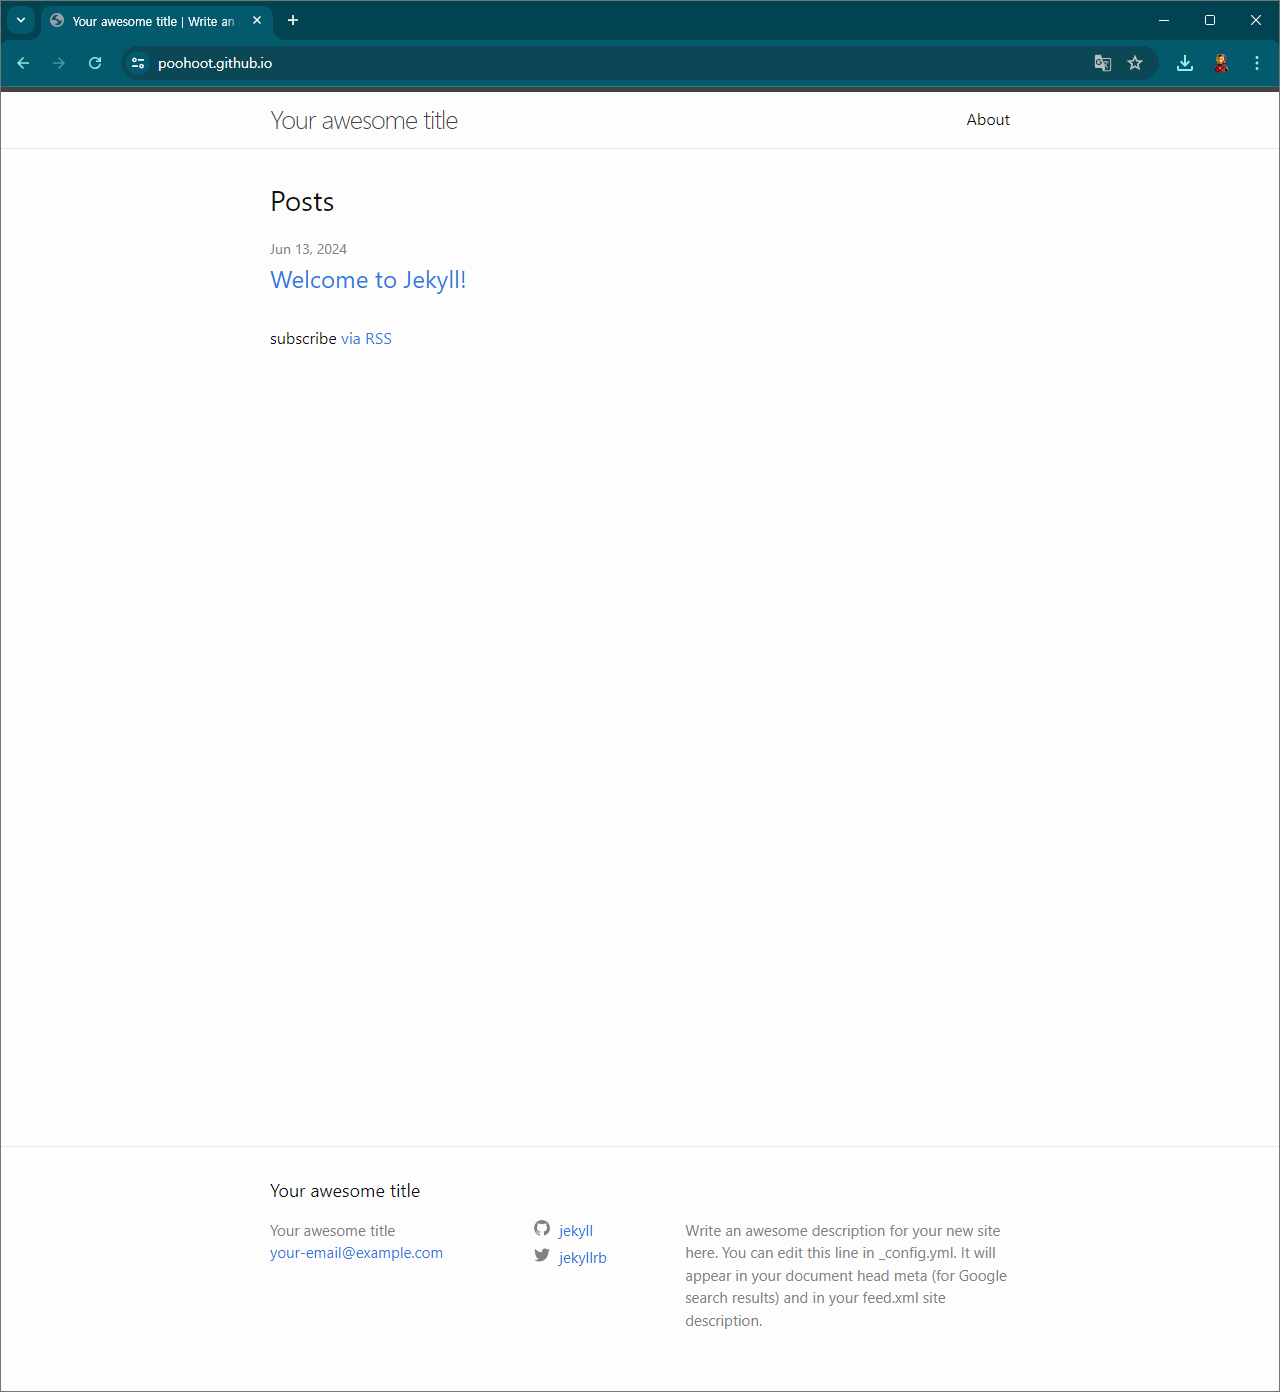 Your awesome title | Write an
poohoot.github.io
Your awesome title
About
Posts
Jun 13, 2024
Welcome to Jekyll!
subscribe via RSS
Your awesome title
Your awesome title
your-email@example.com
jekyll
jekyllrb
Write an awesome description for your new site
here. You can edit this line in _config.yml. It will
appear in your document head meta (for Google
search results) and in your feed.xml site
description.